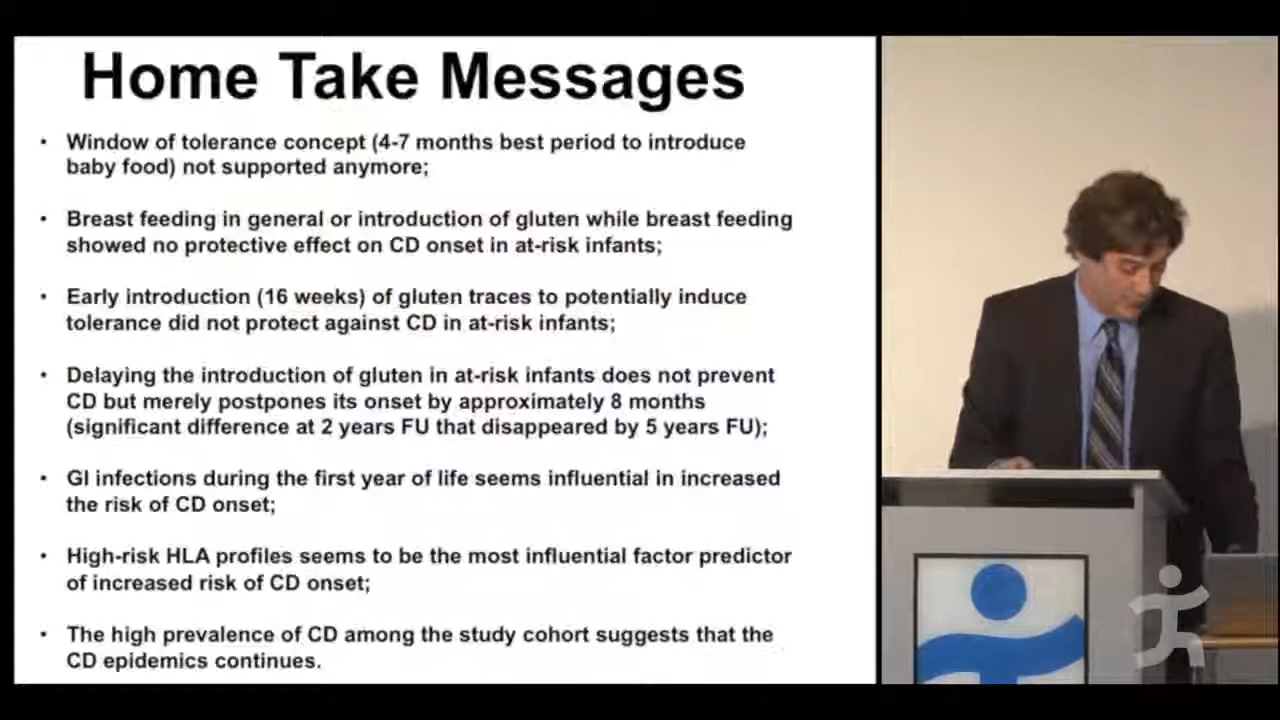 Home Take Messages
• Window of tolerance concept (4-7 months best period to introduce
baby food) not supported anymore;
• Breast feeding in general or introduction of gluten while breast feeding
showed no protective effect on CD onset in at-risk infants;
• Early introduction (16 weeks) of gluten traces to potentially induce
tolerance did not protect against CD in at-risk infants;
• Delaying the introduction of gluten in at-risk infants does not prevent
CD but merely postpones its onset by approximately 8 months
(significant difference at 2 years FU that disappeared by 5 years FU);
• GI infections during the first year of life seems influential in increased
the risk of CD onset;
• High-risk HLA profiles seems to be the most influential factor predictor
of increased risk of CD onset;
• The high prevalence of CD among the study cohort suggests that the
CD epidemics continues.